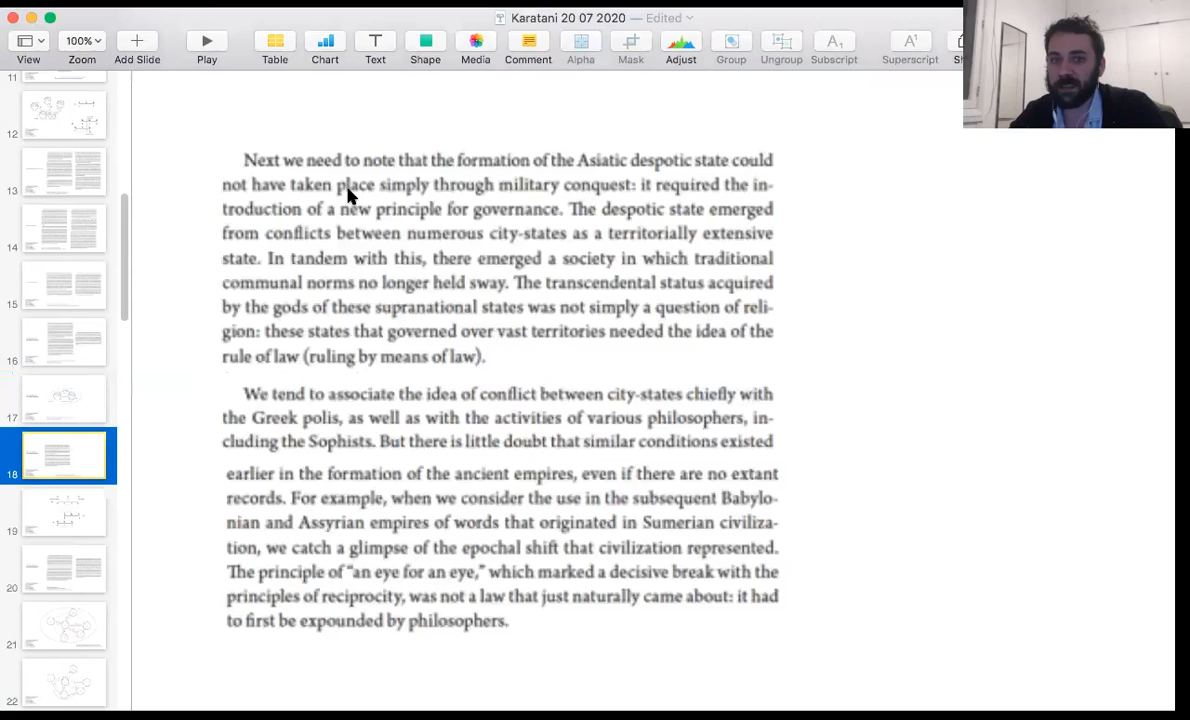 Karatani 20 07 2020 — Edited
100%
View
Zoom
Add Slide
Play
Table
Chart
Text
Shape
Media
Comment
Alpha
Mask
Adjust
Group
Ungroup
Subscript
Superscript
11
12
13
14
15
16
17
18
19
20
21
22
Next we need to note that the formation of the Asiatic despotic state could
not have taken place simply through military conquest: it required the in-
troduction of a new principle for governance. The despotic state emerged
from conflicts between numerous city-states as a territorially extensive
state. In tandem with this, there emerged a society in which traditional
communal norms no longer held sway. The transcendental status acquired
by the gods of these supranational states was not simply a question of reli-
gion: these states that governed over vast territories needed the idea of the
rule of law (ruling by means of law).
We tend to associate the idea of conflict between city-states chiefly with
the Greek polis, as well as with the activities of various philosophers, in-
cluding the Sophists. But there is little doubt that similar conditions existed
earlier in the formation of the ancient empires, even if there are no extant
records. For example, when we consider the use in the subsequent Babylo-
nian and Assyrian empires of words that originated in Sumerian civiliza-
tion, we catch a glimpse of the epochal shift that civilization represented.
The principle of “an eye for an eye,” which marked a decisive break with the
principles of reciprocity, was not a law that just naturally came about: it had
to first be expounded by philosophers.